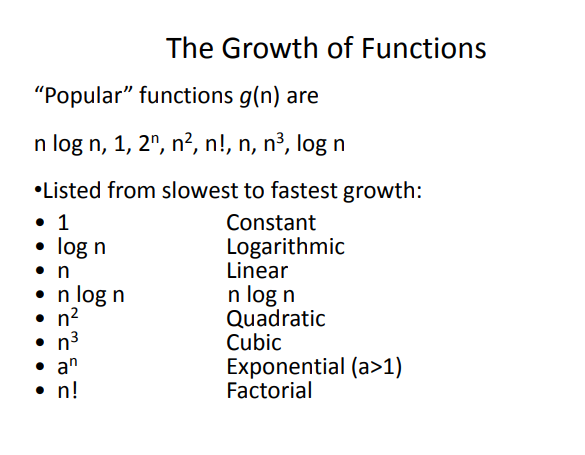 The Growth of Functions
“Popular” functions g(n) are
n log n, 1, 2ⁿ, n², n!, n, n³, log n
•Listed from slowest to fastest growth:
• 1 Constant
• log n Logarithmic
• n Linear
• n log n n log n
• n² Quadratic
• n³ Cubic
• aⁿ Exponential (a>1)
• n! Factorial